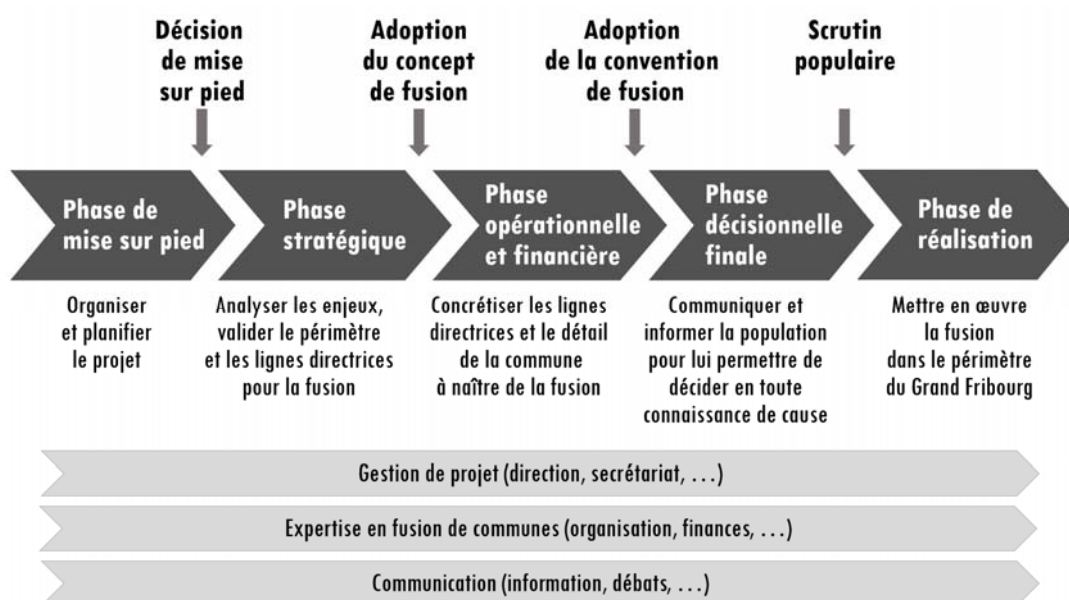 Décision
de mise
sur pied
Adoption
du concept
de fusion
Adoption
de la convention
de fusion
Scrutin
populaire
Phase de
mise sur pied
Phase
stratégique
Phase
opérationnelle
et financière
Phase
décisionnelle
finale
Phase de
réalisation
Organiser
et planifier
le projet
Analyser les enjeux,
valider le périmètre
et les lignes directrices
pour la fusion
Concrétiser les lignes
directrices et le détail
de la commune
à naître de la fusion
Communiquer et
informer la population
pour lui permettre de
décider en toute
connaissance de cause
Mettre en œuvre
la fusion
dans le périmètre
du Grand Fribourg
Gestion de projet (direction, secrétariat, ...)
Expertise en fusion de communes (organisation, finances, ...)
Communication (information, débats, ...)